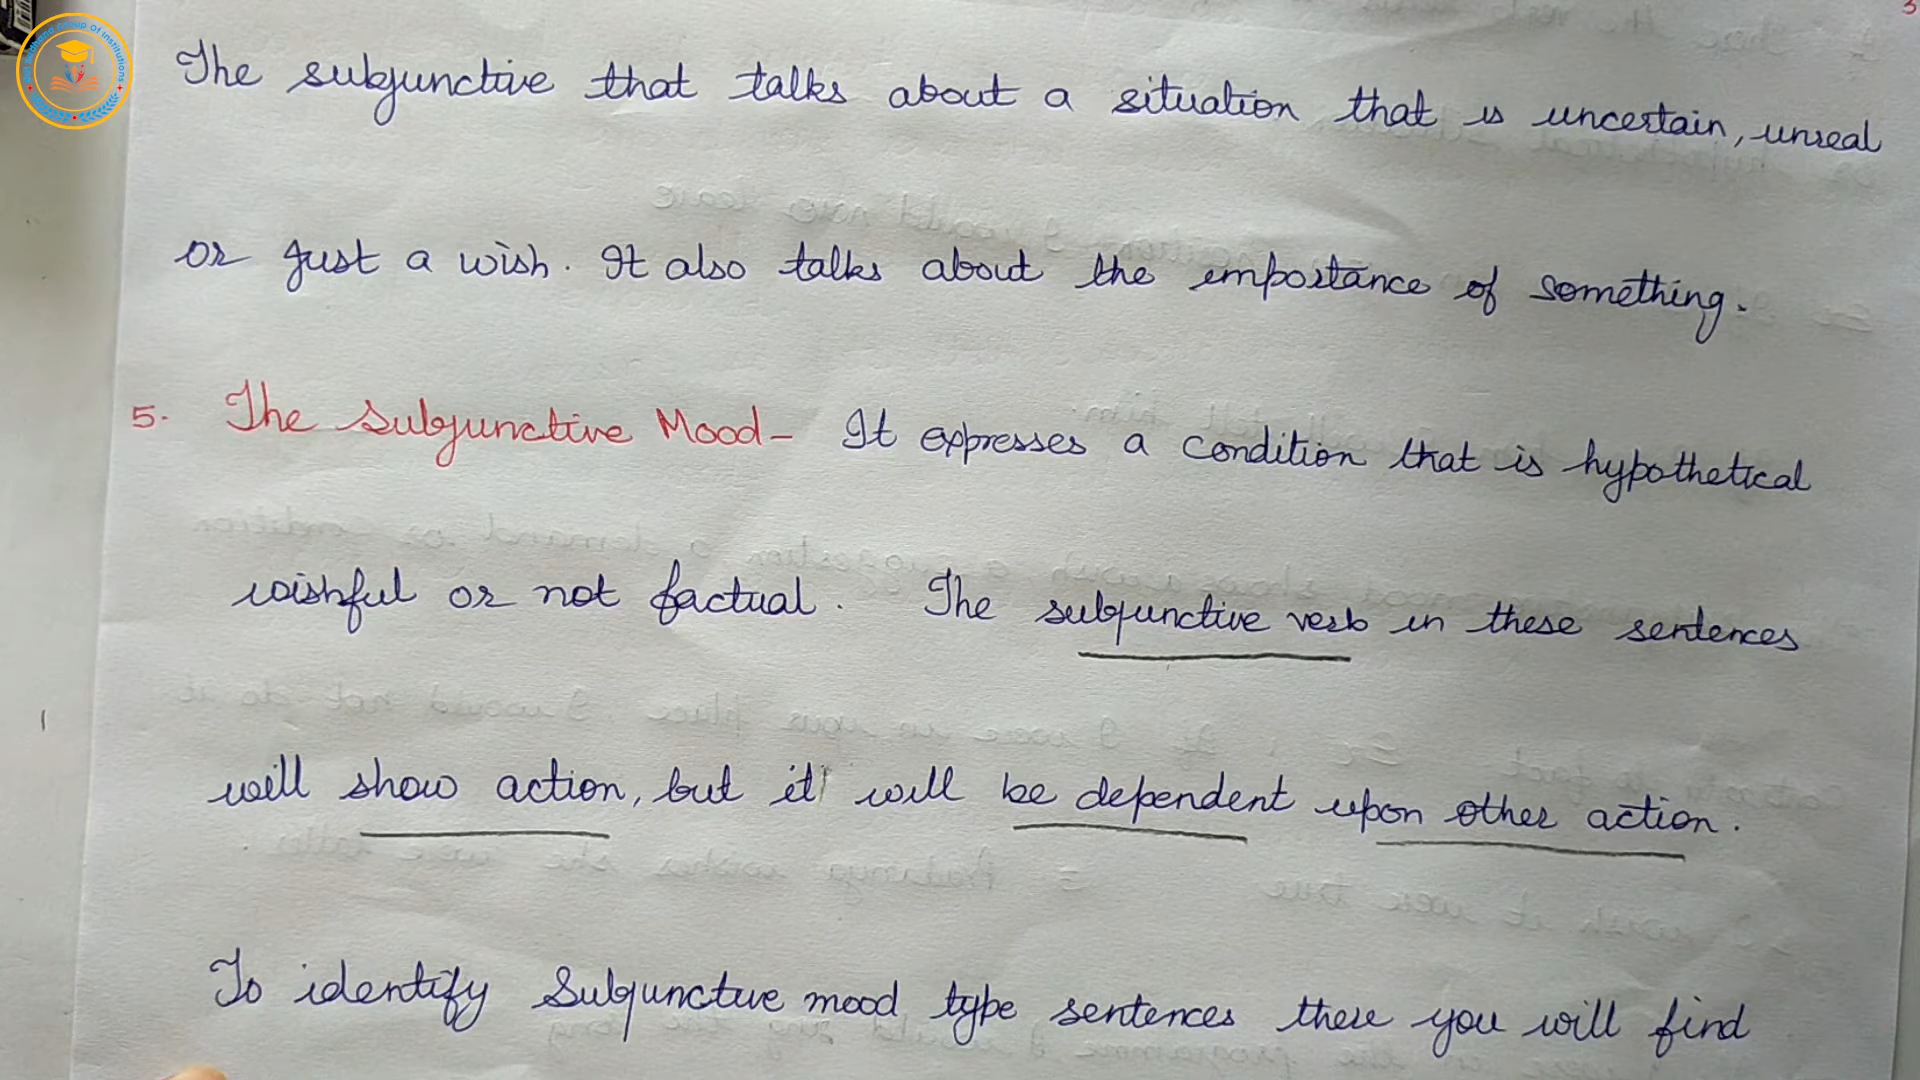 The subjunctive that talks about a situation that is uncertain, unreal
or just a wish. It also talks about the importance of something.
5. The Subjunctive Mood- It expresses a condition that is hypothetical
wishful or not factual. The subjunctive verb in these sentences
will show action, but it will be dependent upon other action.
To identify Subjunctive mood type sentences there you will find